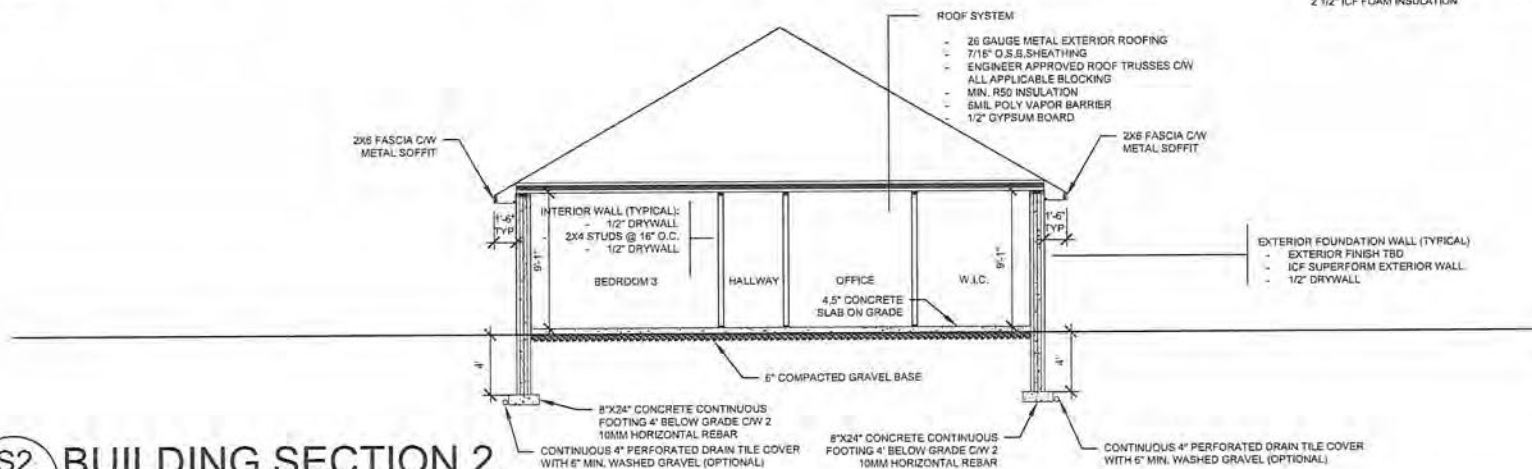 2 1/2" ICF FOAM INSULATION
ROOF SYSTEM
- 26 GAUGE METAL EXTERIOR ROOFING
- 7/16" O.S.B.SHEATHING
- ENGINEER APPROVED ROOF TRUSSES C/W
ALL APPLICABLE BLOCKING
- MIN. R50 INSULATION
- 6MIL POLY VAPOR BARRIER
- 1/2" GYPSUM BOARD
2X6 FASCIA C/W
METAL SOFFIT
2X6 FASCIA C/W
METAL SOFFIT
1'-6"
TYP
INTERIOR WALL (TYPICAL):
- 1/2" DRYWALL
- 2X4 STUDS @ 16" O.C.
- 1/2" DRYWALL
9'-1"
9'-1"
1'-6"
TYP
EXTERIOR FOUNDATION WALL (TYPICAL)
- EXTERIOR FINISH TBD
- ICF SUPERFORM EXTERIOR WALL
- 1/2" DRYWALL
BEDROOM 3
HALLWAY
OFFICE
W.I.C.
4.5" CONCRETE
SLAB ON GRADE
4'
4'
6" COMPACTED GRAVEL BASE
8"X24" CONCRETE CONTINUOUS
FOOTING 4' BELOW GRADE C/W 2
10MM HORIZONTAL REBAR
CONTINUOUS 4" PERFORATED DRAIN TILE COVER
WITH 6" MIN. WASHED GRAVEL (OPTIONAL)
8"X24" CONCRETE CONTINUOUS
FOOTING 4' BELOW GRADE C/W 2
10MM HORIZONTAL REBAR
CONTINUOUS 4" PERFORATED DRAIN TILE COVER
WITH 6" MIN. WASHED GRAVEL (OPTIONAL)
S2 BUILDING SECTION 2